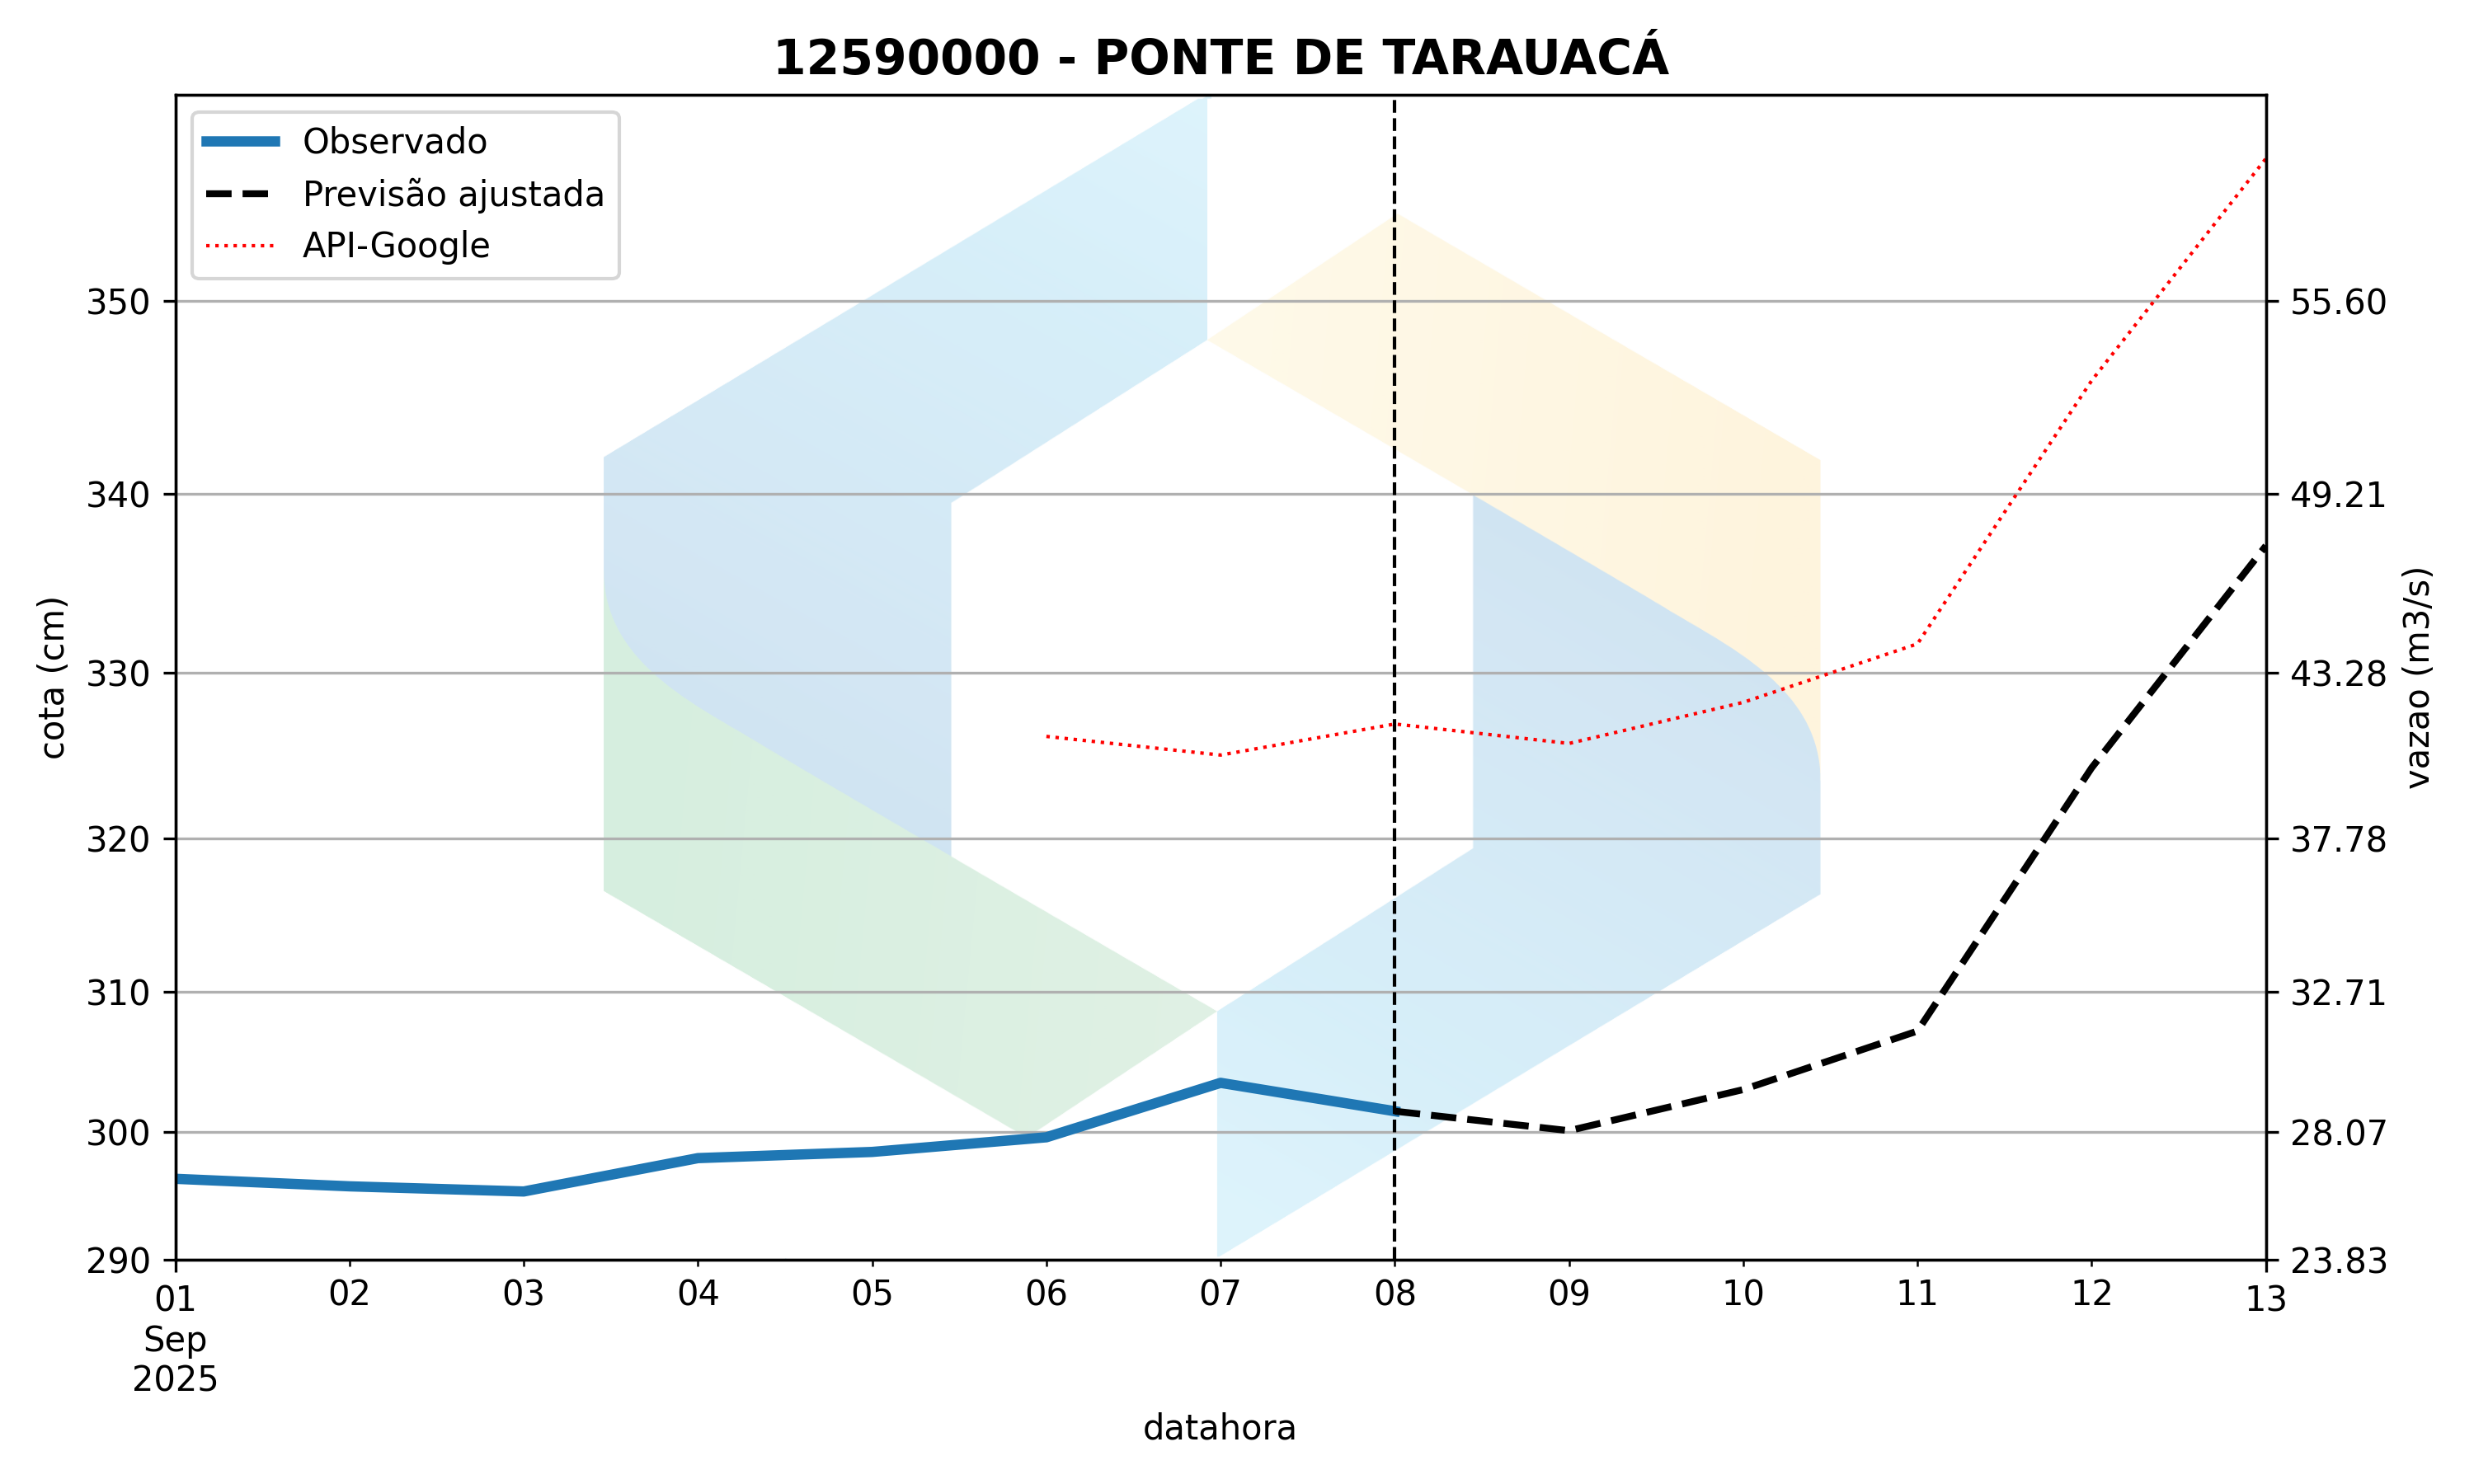 12590000 - PONTE DE TARAUACÁ
Observado
Previsão ajustada
API-Google
cota (cm)
350
340
330
320
310
300
290
55.60
49.21
43.28
37.78
32.71
28.07
23.83
vazao (m3/s)
01 02 03 04 05 06 07 08 09 10 11 12 13
Sep
2025
datahora